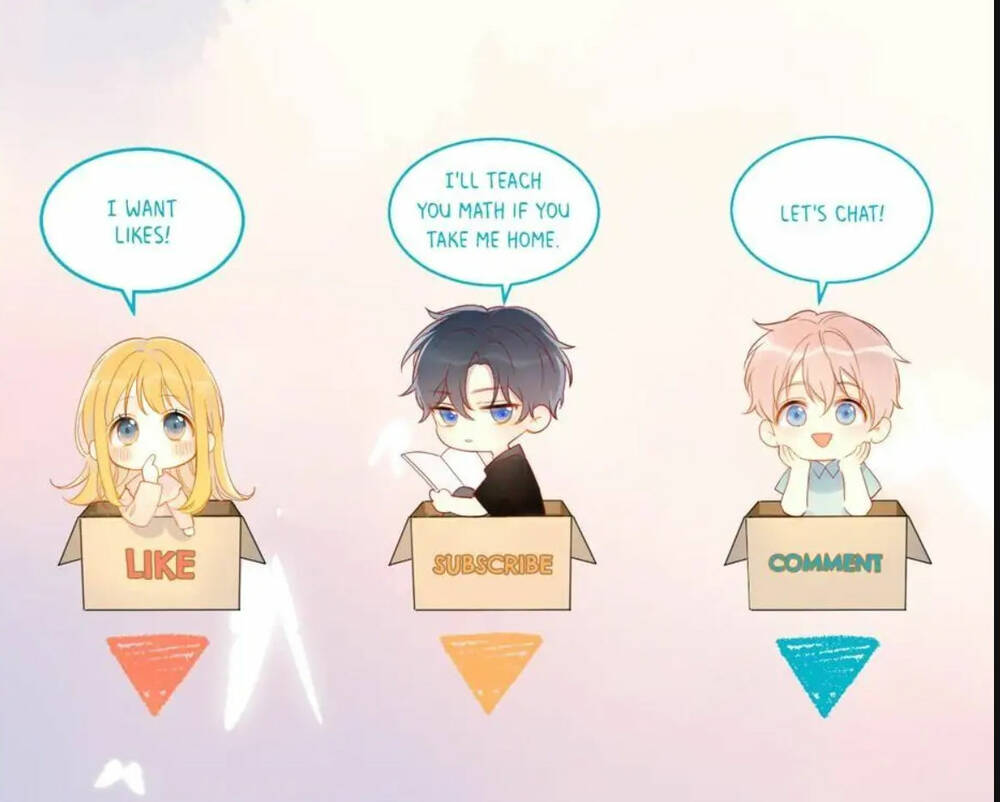 I WANT
LIKES!
I'LL TEACH
YOU MATH IF YOU
TAKE ME HOME.
LET'S CHAT!
LIKE
SUBSCRIBE
COMMENT